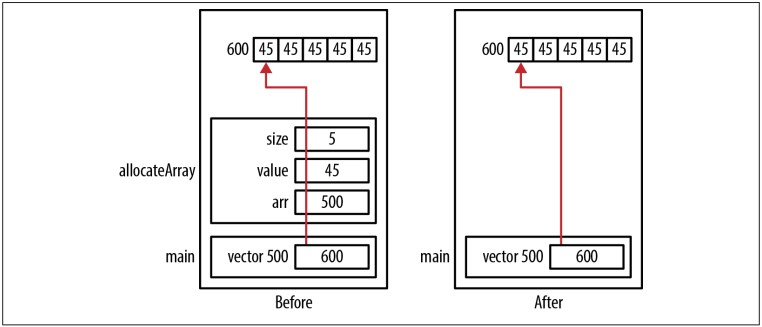 600 45 45 45 45 45
size 5
value 45
allocateArray
arr 500
main vector 500 600
Before
600 45 45 45 45 45
main vector 500 600
After